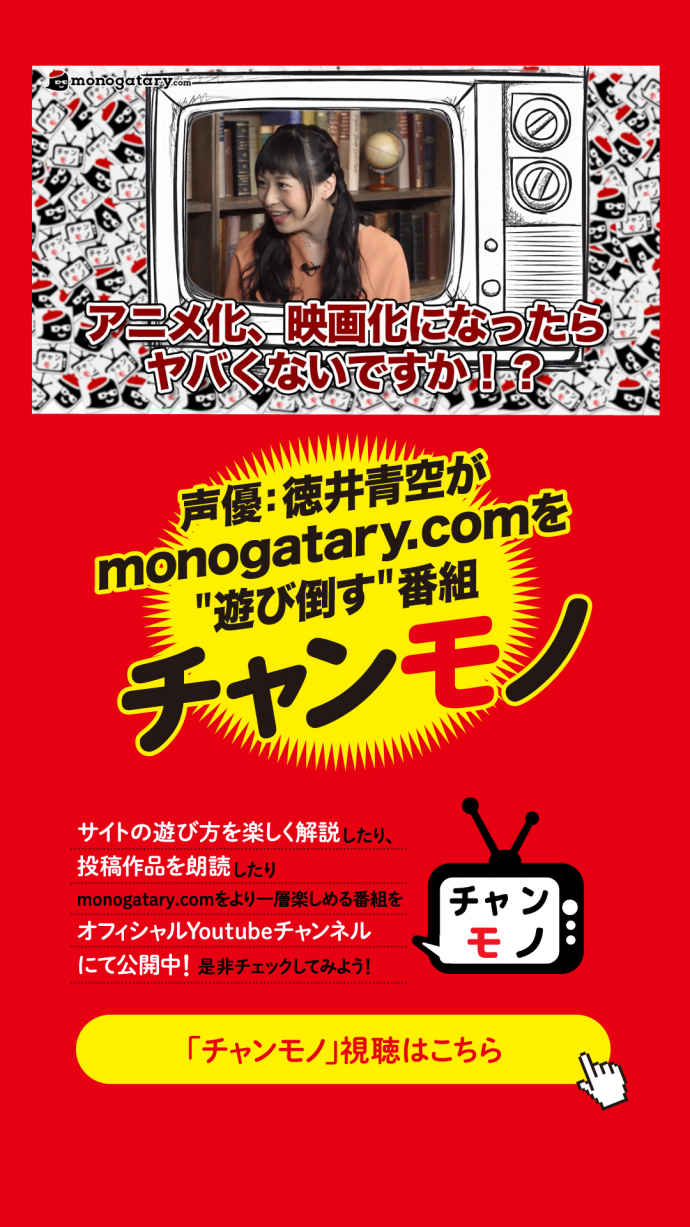 monogatary.com
アニメ化、映画化になったら
ヤバくないですか！？
声優：徳井青空が
monogatary.comを
"遊び倒す"番組
チャンモノ
サイトの遊び方を楽しく解説したり、
投稿作品を朗読したり
monogatary.comをより一層楽しめる番組を
オフィシャルYoutubeチャンネル
にて公開中！是非チェックしてみよう！
チャン
モノ
「チャンモノ」視聴はこちら